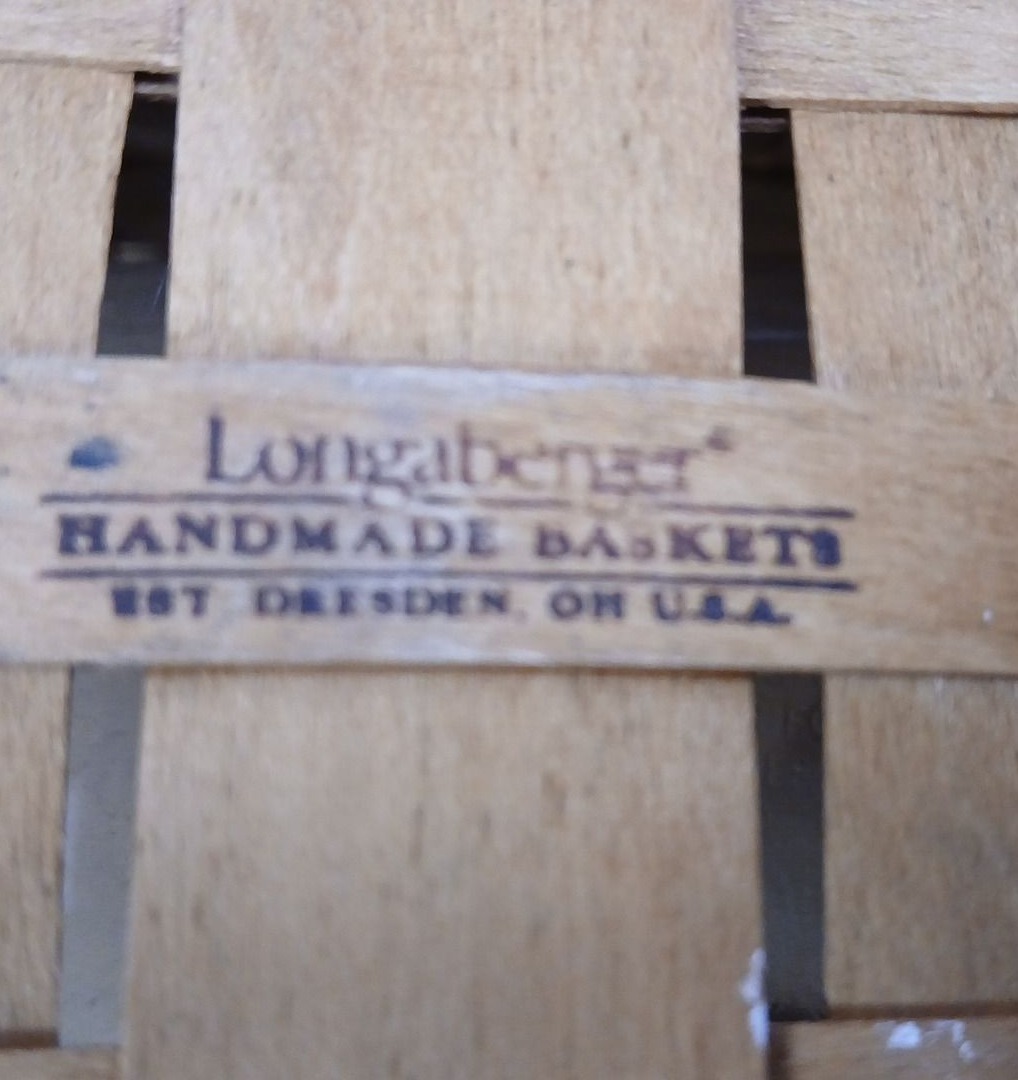 Longaberger®
HANDMADE BASKETS
EST DRESDEN, OH U.S.A.